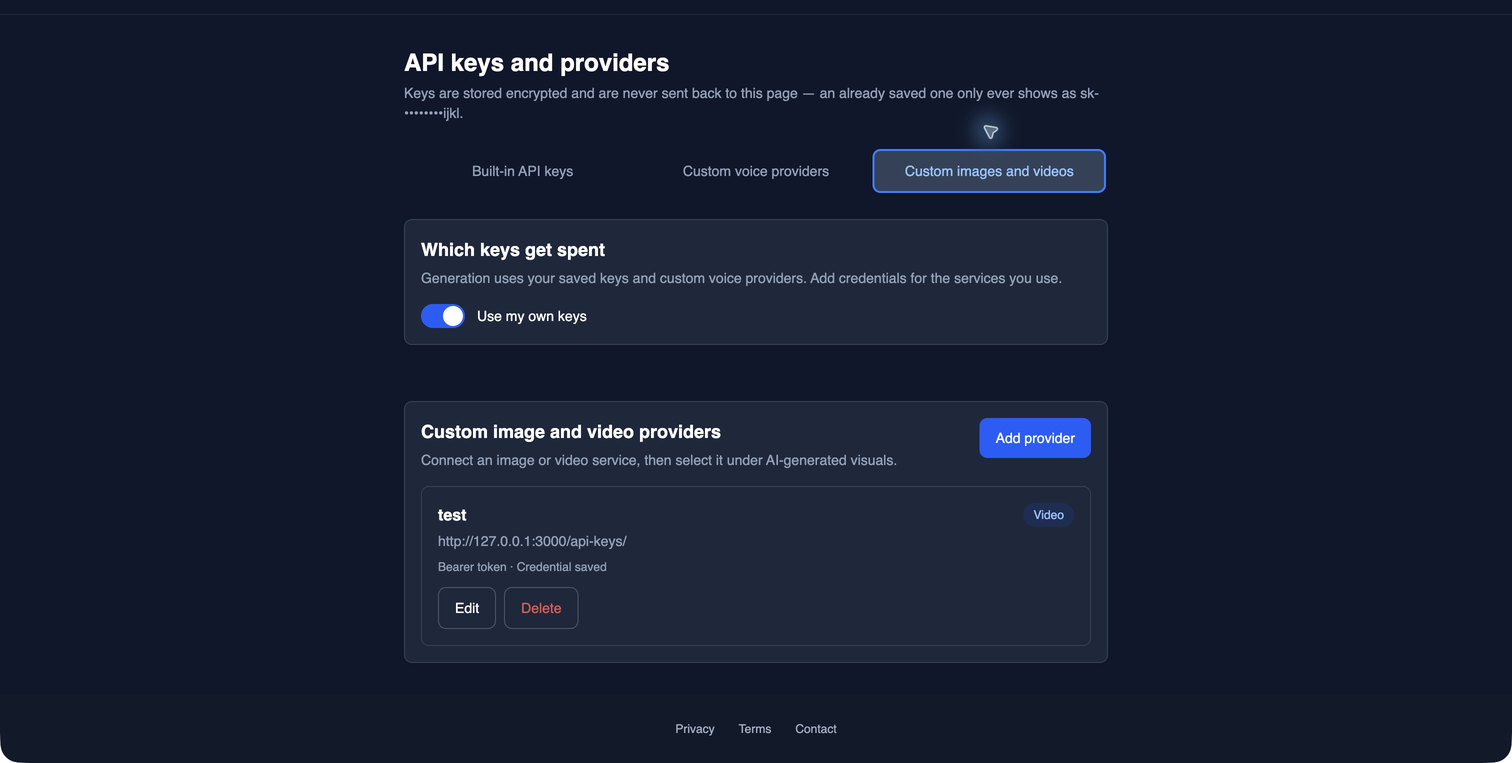 API keys and providers
Keys are stored encrypted and are never sent back to this page — an already saved one only ever shows as sk-
••••••••ijkl.
Built-in API keys
Custom voice providers
Custom images and videos
Which keys get spent
Generation uses your saved keys and custom voice providers. Add credentials for the services you use.
Use my own keys
Custom image and video providers
Add provider
Connect an image or video service, then select it under AI-generated visuals.
test
Video
http://127.0.0.1:3000/api-keys/
Bearer token · Credential saved
Edit
Delete
Privacy
Terms
Contact